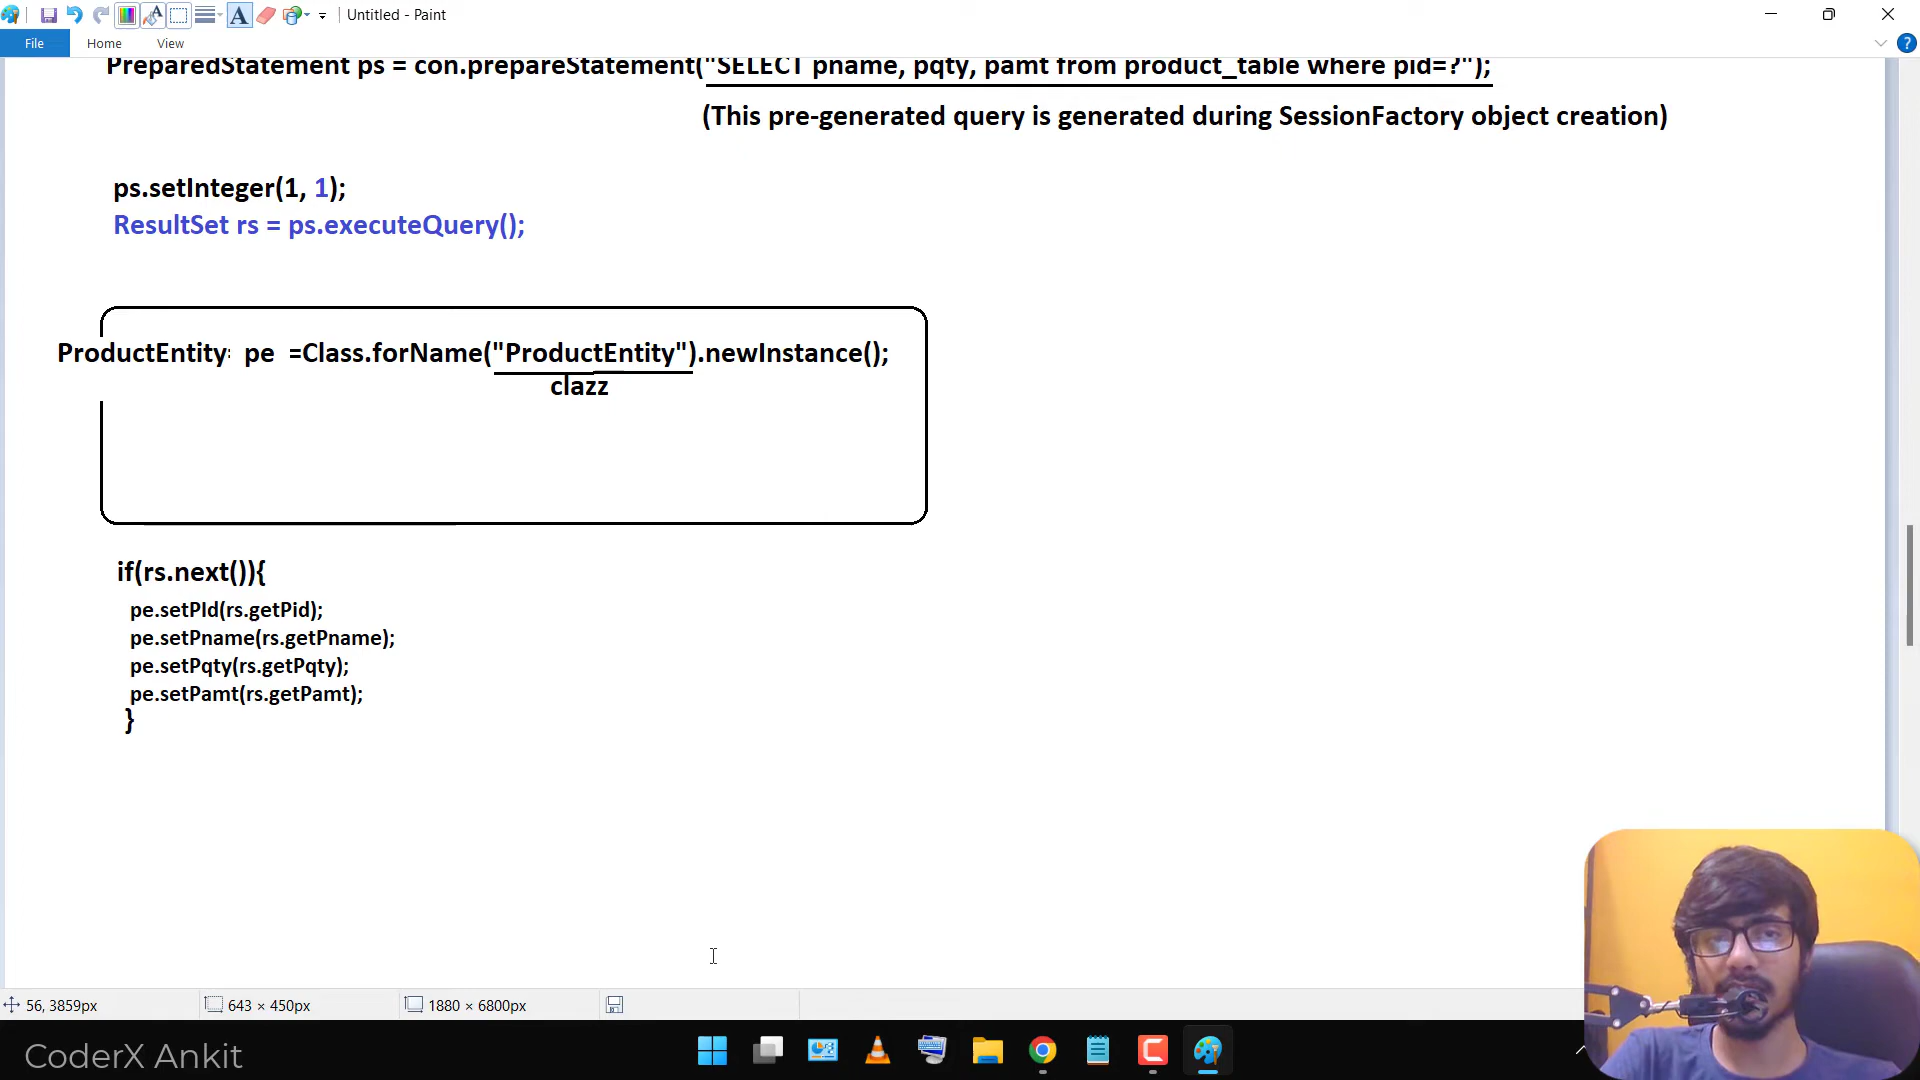 Untitled - Paint
File
Home
View
PreparedStatement ps = con.prepareStatement("SELECT pname, pqty, pamt from product_table where pid=?");
(This pre-generated query is generated during SessionFactory object creation)
ps.setInteger(1, 1);
ResultSet rs = ps.executeQuery();
ProductEntity pe =Class.forName("ProductEntity").newInstance();
clazz
if(rs.next()){
pe.setPId(rs.getPid);
pe.setPname(rs.getPname);
pe.setPqty(rs.getPqty);
pe.setPamt(rs.getPamt);
}
56, 3859px
643 × 450px
1880 × 6800px
CoderX Ankit